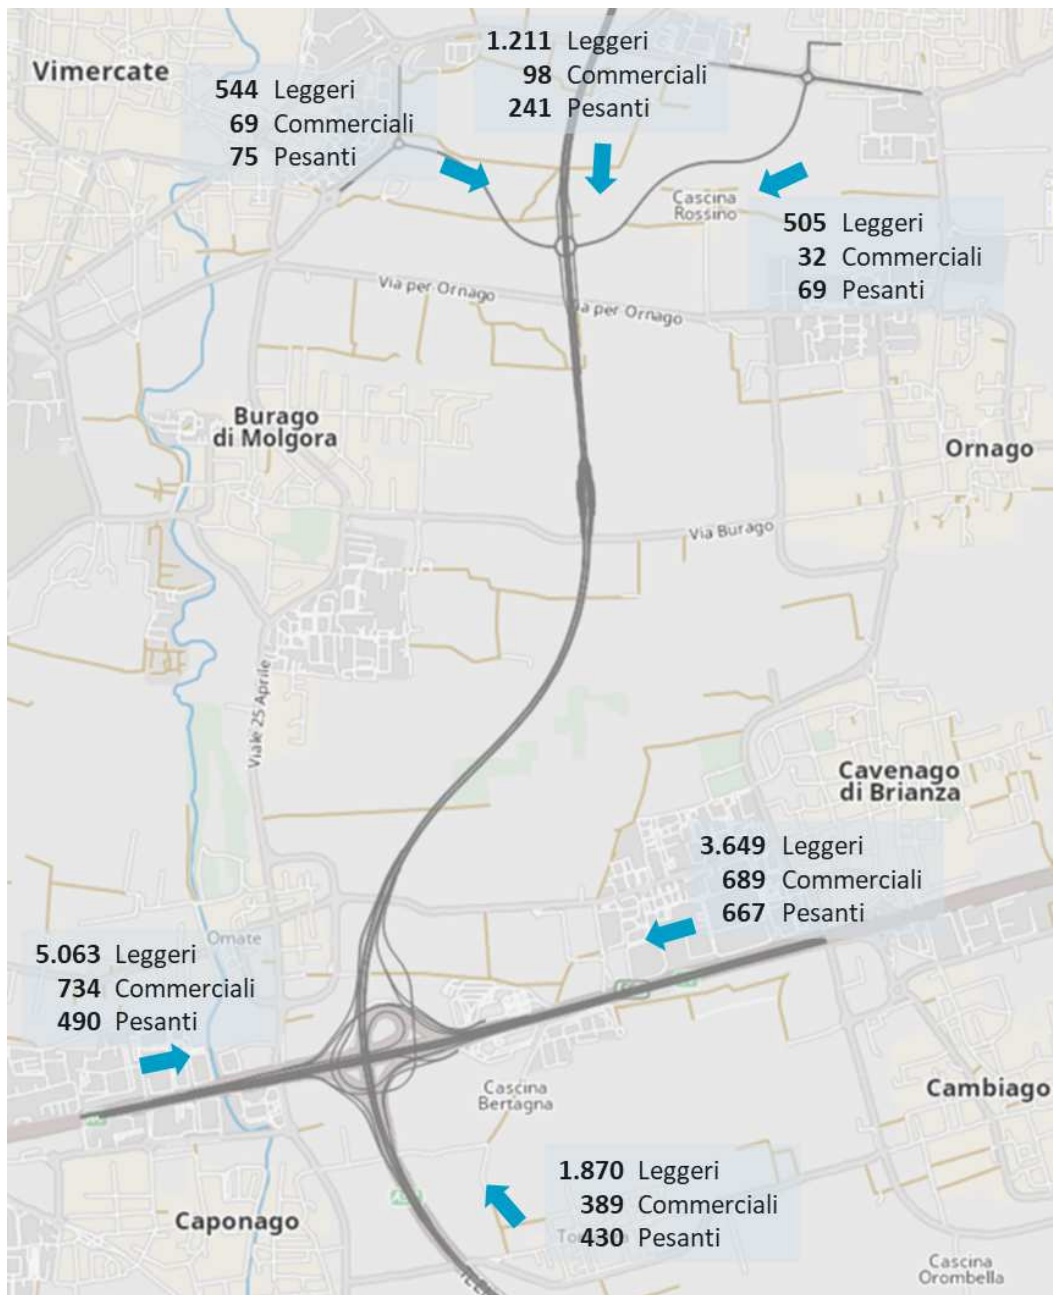 Vimercate
544 Leggeri
69 Commerciali
75 Pesanti
1.211 Leggeri
98 Commerciali
241 Pesanti
Cascina
Rossino
505 Leggeri
32 Commerciali
69 Pesanti
Via per Ornago
per Ornago
Burago
di Molgora
Ornago
Via Burago
Viale 25 Aprile
Cavenago
di Brianza
3.649 Leggeri
689 Commerciali
667 Pesanti
Omate
5.063 Leggeri
734 Commerciali
490 Pesanti
Cascina
Bertagna
Cambiago
1.870 Leggeri
389 Commerciali
430 Pesanti
Caponago
Cascina
Orombella